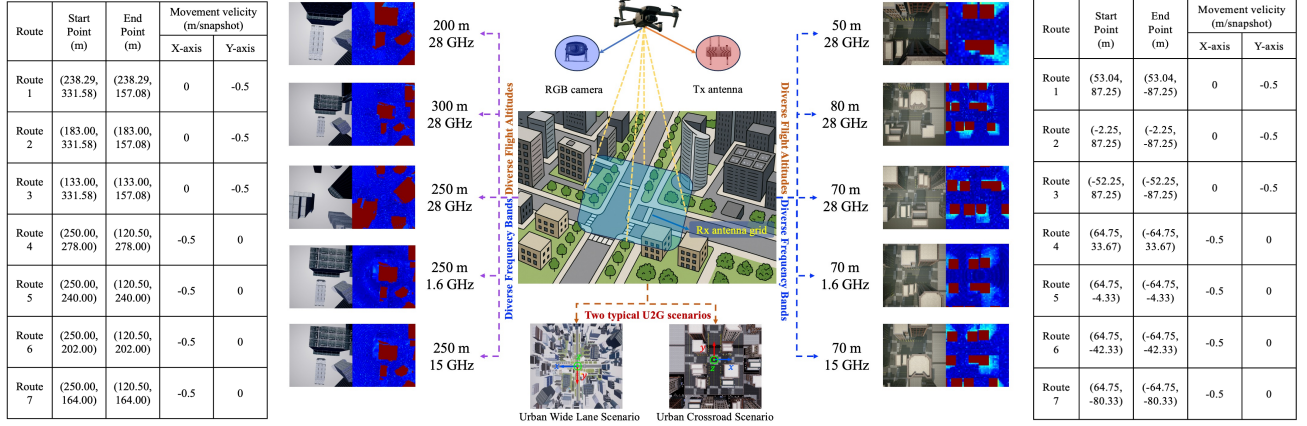 Route
Start
Point
(m)
End
Point
(m)
Movement velicity
(m/snapshot)
X-axis
Y-axis
Route
1
(238.29,
331.58)
(238.29,
157.08)
0
-0.5
Route
2
(183.00,
331.58)
(183.00,
157.08)
0
-0.5
Route
3
(133.00,
331.58)
(133.00,
157.08)
0
-0.5
Route
4
(250.00,
278.00)
(120.50,
278.00)
-0.5
0
Route
5
(250.00,
240.00)
(120.50,
240.00)
-0.5
0
Route
6
(250.00,
202.00)
(120.50,
202.00)
-0.5
0
Route
7
(250.00,
164.00)
(120.50,
164.00)
-0.5
0
200 m
28 GHz
300 m
28 GHz
250 m
28 GHz
250 m
1.6 GHz
250 m
15 GHz
Diverse Flight Altitudes
Diverse Frequency Bands
RGB camera
Tx antenna
Rx antenna grid
Two typical U2G scenarios
x
y
z
y
x
z
Urban Wide Lane Scenario
Urban Crossroad Scenario
Diverse Flight Altitudes
Diverse Frequency Bands
50 m
28 GHz
80 m
28 GHz
70 m
28 GHz
70 m
1.6 GHz
70 m
15 GHz
Route
Start
Point
(m)
End
Point
(m)
Movement velicity
(m/snapshot)
X-axis
Y-axis
Route
1
(53.04,
87.25)
(53.04,
-87.25)
0
-0.5
Route
2
(-2.25,
87.25)
(-2.25,
-87.25)
0
-0.5
Route
3
(-52.25,
87.25)
(-52.25,
-87.25)
0
-0.5
Route
4
(64.75,
33.67)
(-64.75,
33.67)
-0.5
0
Route
5
(64.75,
-4.33)
(-64.75,
-4.33)
-0.5
0
Route
6
(64.75,
-42.33)
(-64.75,
-42.33)
-0.5
0
Route
7
(64.75,
-80.33)
(-64.75,
-80.33)
-0.5
0